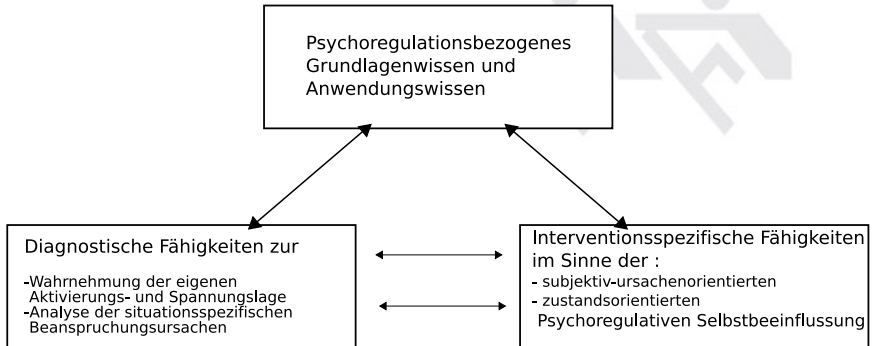 Psychoregulationsbezogenes
Grundlagenwissen und
Anwendungswissen
Diagnostische Fähigkeiten zur
-Wahrnehmung der eigenen
Aktivierungs- und Spannungslage
-Analyse der situationsspezifischen
Beanspruchungsursachen
Interventionsspezifische Fähigkeiten
im Sinne der :
- subjektiv-ursachenorientierten
- zustandsorientierten
Psychoregulativen Selbstbeeinflussung